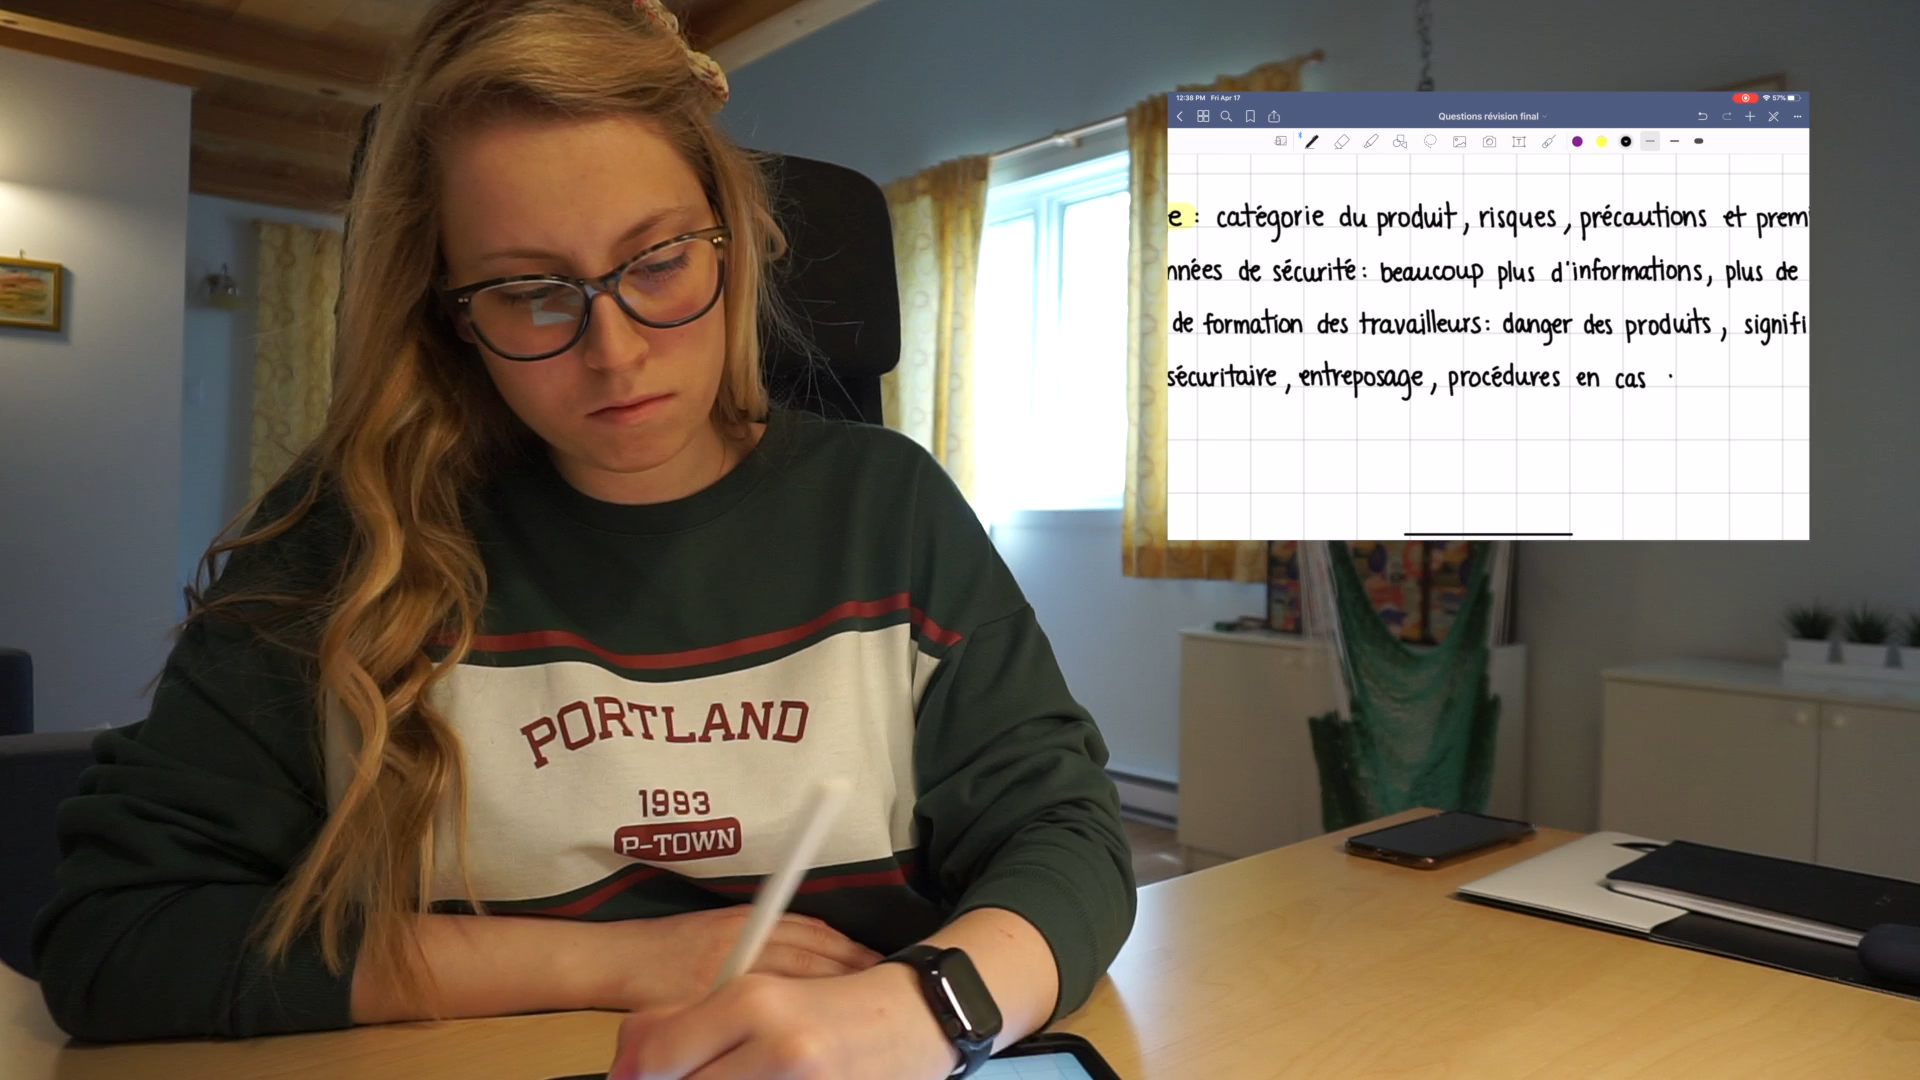 12:38 PM Fri Apr 17
57%
Questions révision final
e : catégorie du produit, risques, précautions et premi
nnées de sécurité : beaucoup plus d'informations, plus de
de formation des travailleurs : danger des produits, signifi
sécuritaire, entreposage, procédures en cas
PORTLAND
1993
P-TOWN